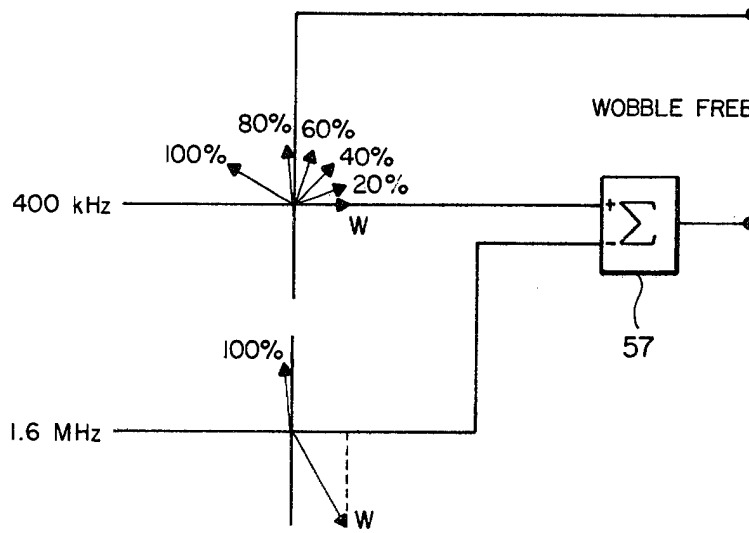 WOBBLE FREE
80% 60%
100% 40%
20%
400 kHz
W
+
Σ
-
57
100%
1.6 MHz
W